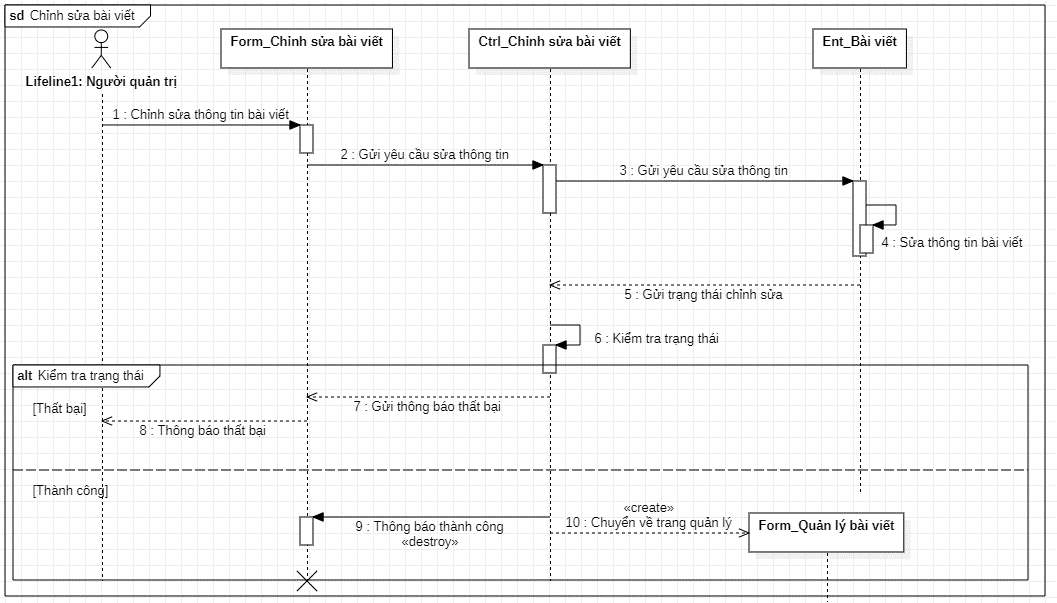 sd Chỉnh sửa bài viết
Form_Chỉnh sửa bài viết
Ctrl_Chỉnh sửa bài viết
Ent_Bài viết
Lifeline1: Người quản trị
1 : Chỉnh sửa thông tin bài viết
2 : Gửi yêu cầu sửa thông tin
3 : Gửi yêu cầu sửa thông tin
4 : Sửa thông tin bài viết
5 : Gửi trạng thái chỉnh sửa
6 : Kiểm tra trạng thái
alt Kiểm tra trạng thái
[Thất bại]
7 : Gửi thông báo thất bại
8 : Thông báo thất bại
[Thành công]
9 : Thông báo thành công
«destroy»
«create»
10 : Chuyển về trang quản lý
Form_Quản lý bài viết